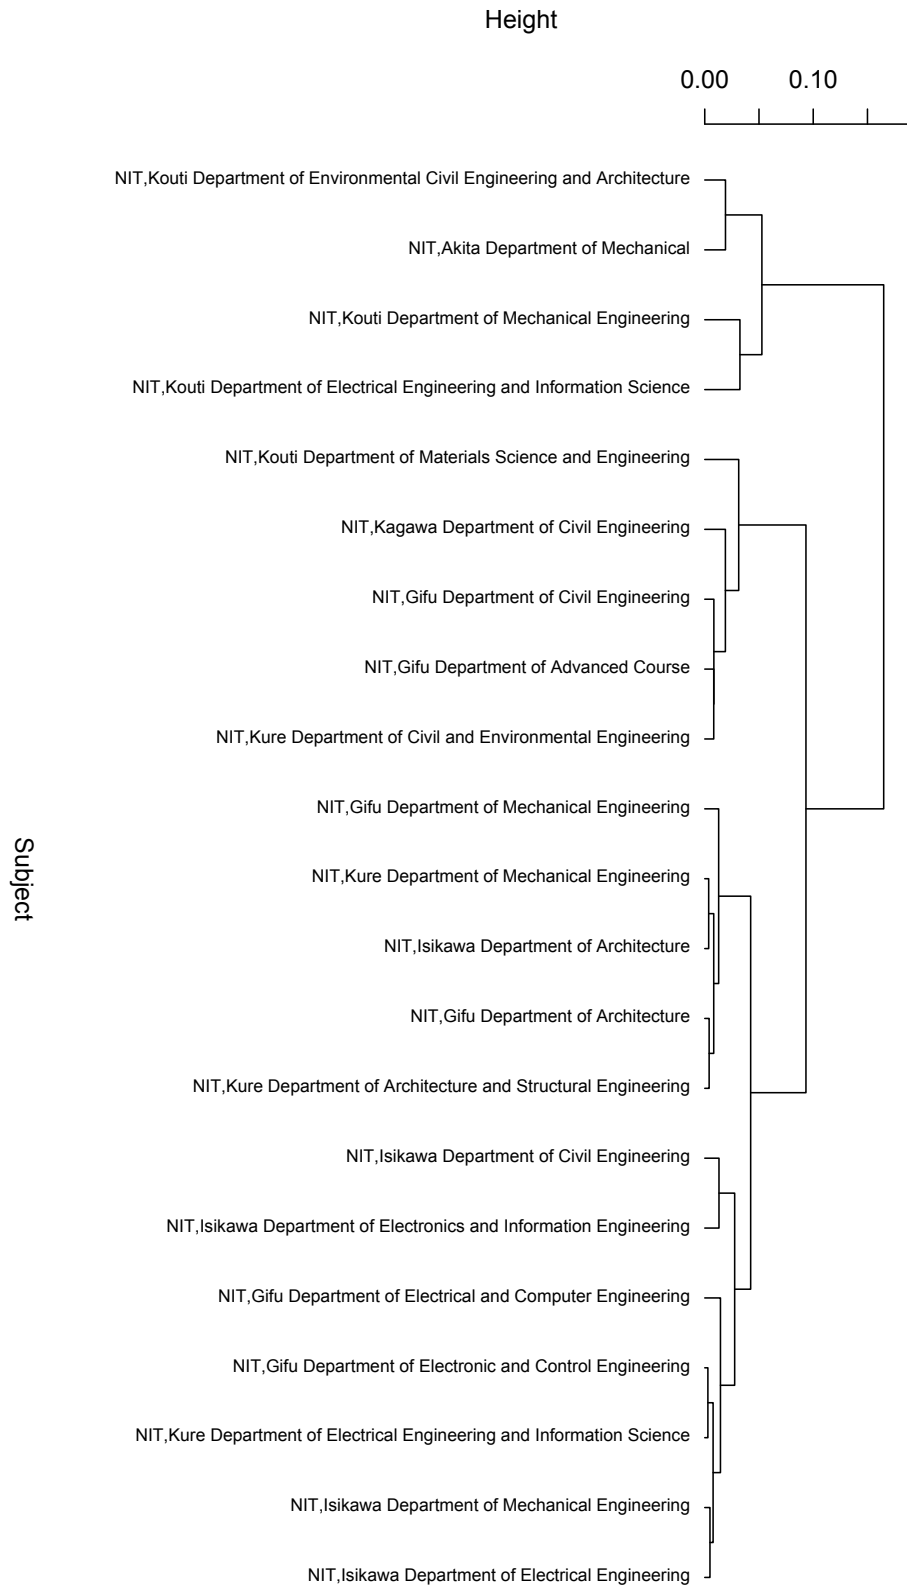 Height
0.00 0.10
NIT,Kouti Department of Environmental Civil Engineering and Architecture
NIT,Akita Department of Mechanical
NIT,Kouti Department of Mechanical Engineering
NIT,Kouti Department of Electrical Engineering and Information Science
NIT,Kouti Department of Materials Science and Engineering
NIT,Kagawa Department of Civil Engineering
NIT,Gifu Department of Civil Engineering
NIT,Gifu Department of Advanced Course
NIT,Kure Department of Civil and Environmental Engineering
NIT,Gifu Department of Mechanical Engineering
NIT,Kure Department of Mechanical Engineering
NIT,Isikawa Department of Architecture
NIT,Gifu Department of Architecture
NIT,Kure Department of Architecture and Structural Engineering
NIT,Isikawa Department of Civil Engineering
NIT,Isikawa Department of Electronics and Information Engineering
NIT,Gifu Department of Electrical and Computer Engineering
NIT,Gifu Department of Electronic and Control Engineering
NIT,Kure Department of Electrical Engineering and Information Science
NIT,Isikawa Department of Mechanical Engineering
NIT,Isikawa Department of Electrical Engineering
Subject